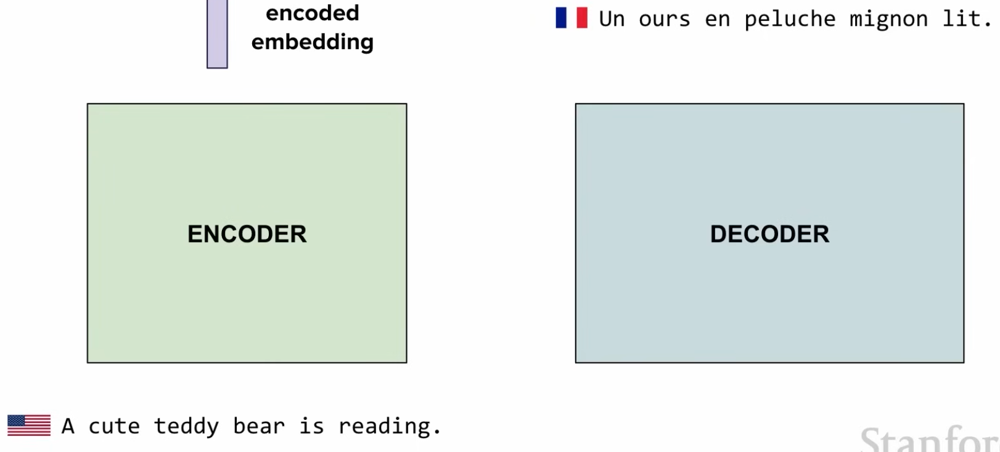 encoded
embedding
Un ours en peluche mignon lit.
ENCODER
DECODER
A cute teddy bear is reading.